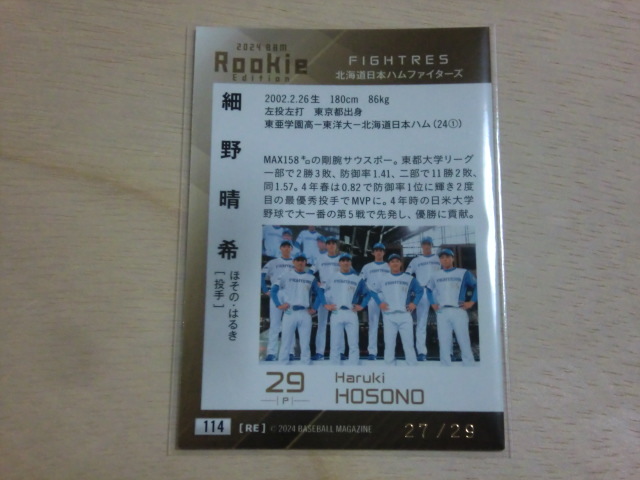 2024 BBM
Rookie
Edition
FIGHTRES
北海道日本ハムファイターズ
細野晴希
ほその・はるき
[投手]
2002.2.26生 180cm 86kg
左投左打 東京都出身
東亜学園高－東洋大－北海道日本ハム(24①)
MAX158㌔の剛腕サウスポー。東都大学リーグ
一部で2勝3敗、防御率1.41、二部で11勝2敗、
同1.57。4年春は0.82で防御率1位に輝き2度
目の最優秀投手でMVPに。4年時の日米大学
野球で大一番の第5戦で先発し、優勝に貢献。
29
P
Haruki
HOSONO
114
[RE] © 2024 BASEBALL MAGAZINE
27/29